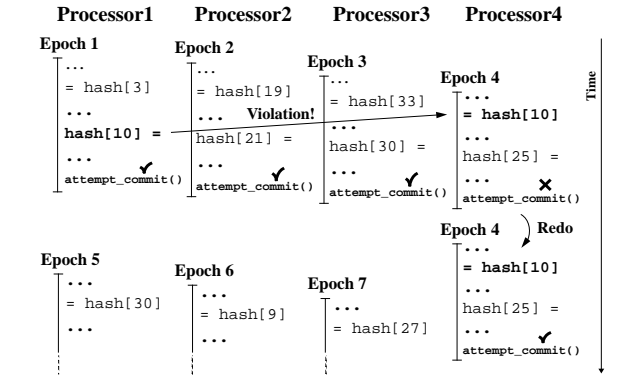 Processor1 Processor2 Processor3 Processor4
Epoch 1
...
= hash[3]
...
hash[10] =
...
attempt_commit()
Epoch 2
...
= hash[19]
...
hash[21] =
...
attempt_commit()
Violation!
Epoch 3
...
= hash[33]
...
hash[30] =
...
attempt_commit()
Epoch 4
...
= hash[10]
...
hash[25] =
...
attempt_commit()
Redo
Time
Epoch 5
...
= hash[30]
...
Epoch 6
...
= hash[9]
...
Epoch 7
...
= hash[27]
Epoch 4
...
= hash[10]
...
hash[25] =
...
attempt_commit()